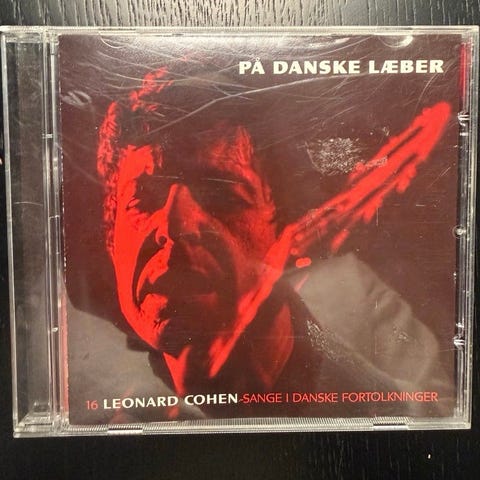 PÅ DANSKE LÆBER
16 LEONARD COHEN-SANGE I DANSKE FORTOLKNINGER